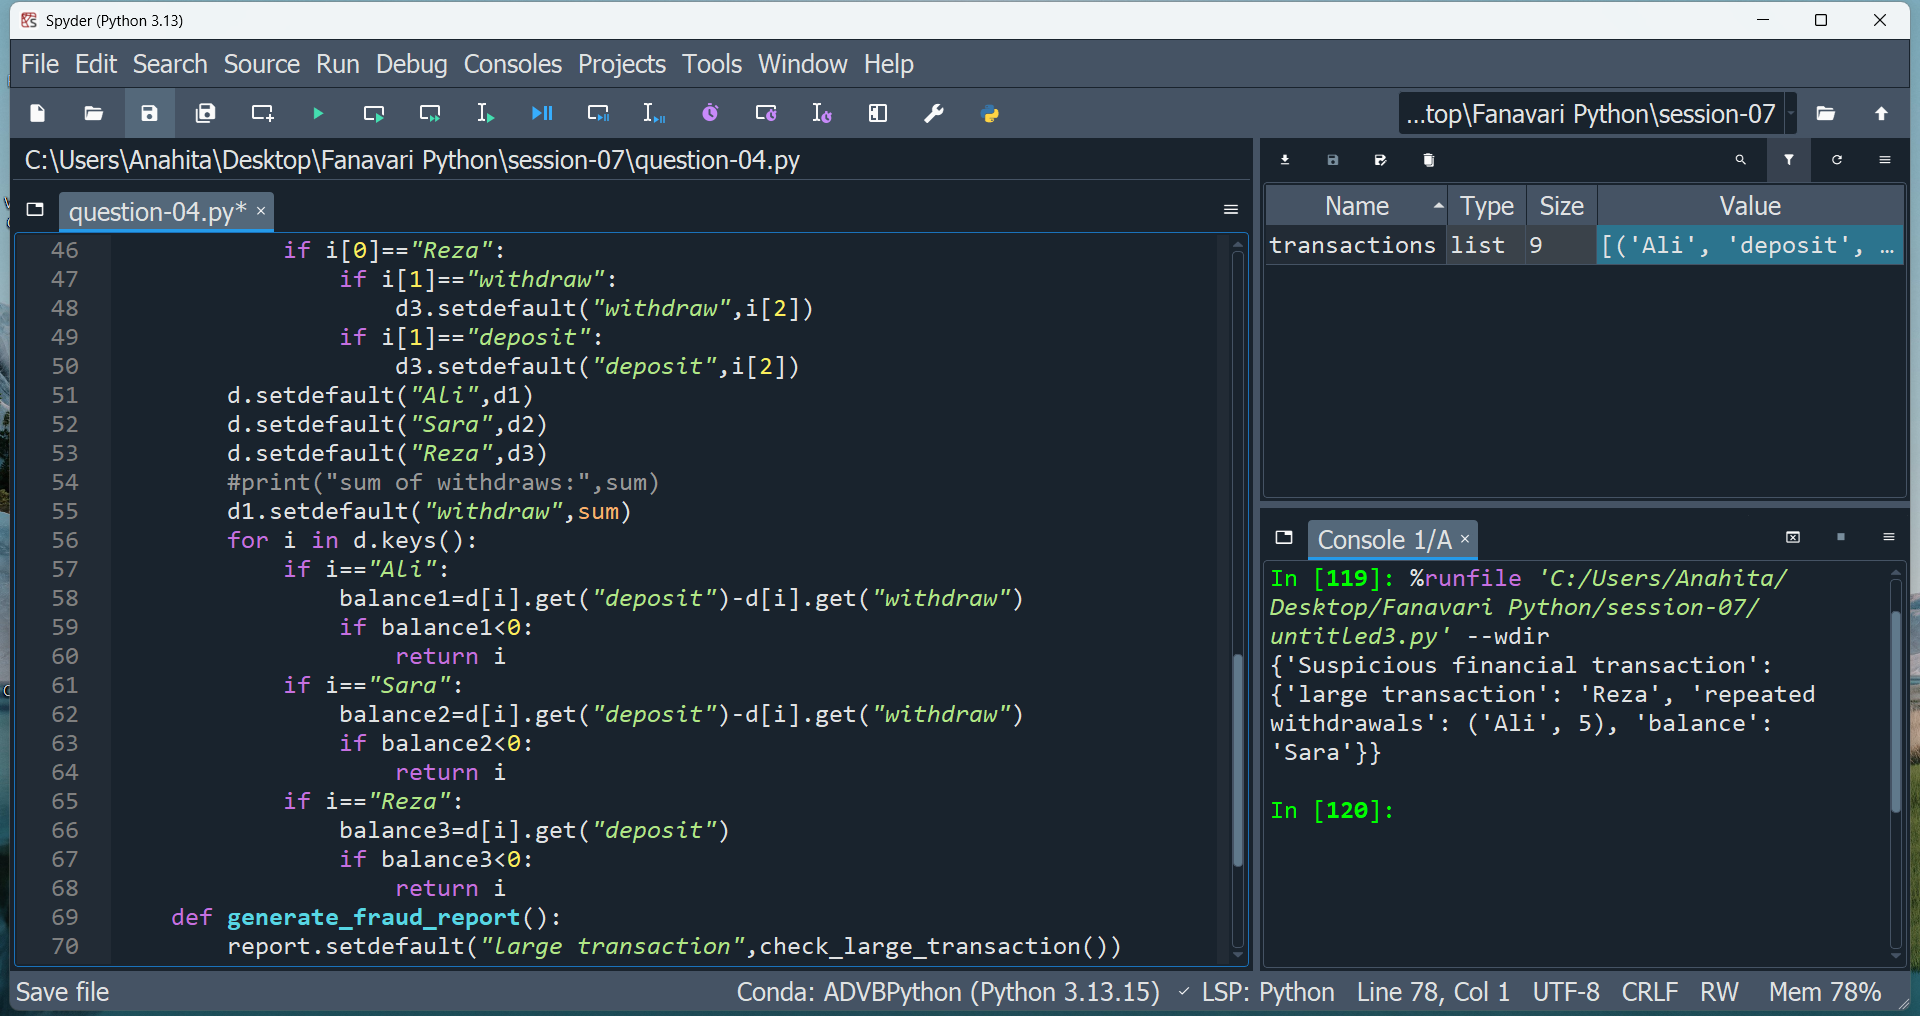 Spyder (Python 3.13)
File Edit Search Source Run Debug Consoles Projects Tools Window Help
...top\Fanavari Python\session-07
C:\Users\Anahita\Desktop\Fanavari Python\session-07\question-04.py
question-04.py*
46 if i[0]=="Reza":
47 if i[1]=="withdraw":
48 d3.setdefault("withdraw",i[2])
49 if i[1]=="deposit":
50 d3.setdefault("deposit",i[2])
51 d.setdefault("Ali",d1)
52 d.setdefault("Sara",d2)
53 d.setdefault("Reza",d3)
54 #print("sum of withdraws:",sum)
55 d1.setdefault("withdraw",sum)
56 for i in d.keys():
57 if i=="Ali":
58 balance1=d[i].get("deposit")-d[i].get("withdraw")
59 if balance1<0:
60 return i
61 if i=="Sara":
62 balance2=d[i].get("deposit")-d[i].get("withdraw")
63 if balance2<0:
64 return i
65 if i=="Reza":
66 balance3=d[i].get("deposit")
67 if balance3<0:
68 return i
69 def generate_fraud_report():
70 report.setdefault("large transaction",check_large_transaction())
Name Type Size Value
transactions list 9 [('Ali', 'deposit', …
Console 1/A
In [119]: %runfile 'C:/Users/Anahita/
Desktop/Fanavari Python/session-07/
untitled3.py' --wdir
{'Suspicious financial transaction':
{'large transaction': 'Reza', 'repeated
withdrawals': ('Ali', 5), 'balance':
'Sara'}}
In [120]:
Save file Conda: ADVBPython (Python 3.13.15) LSP: Python Line 78, Col 1 UTF-8 CRLF RW Mem 78%